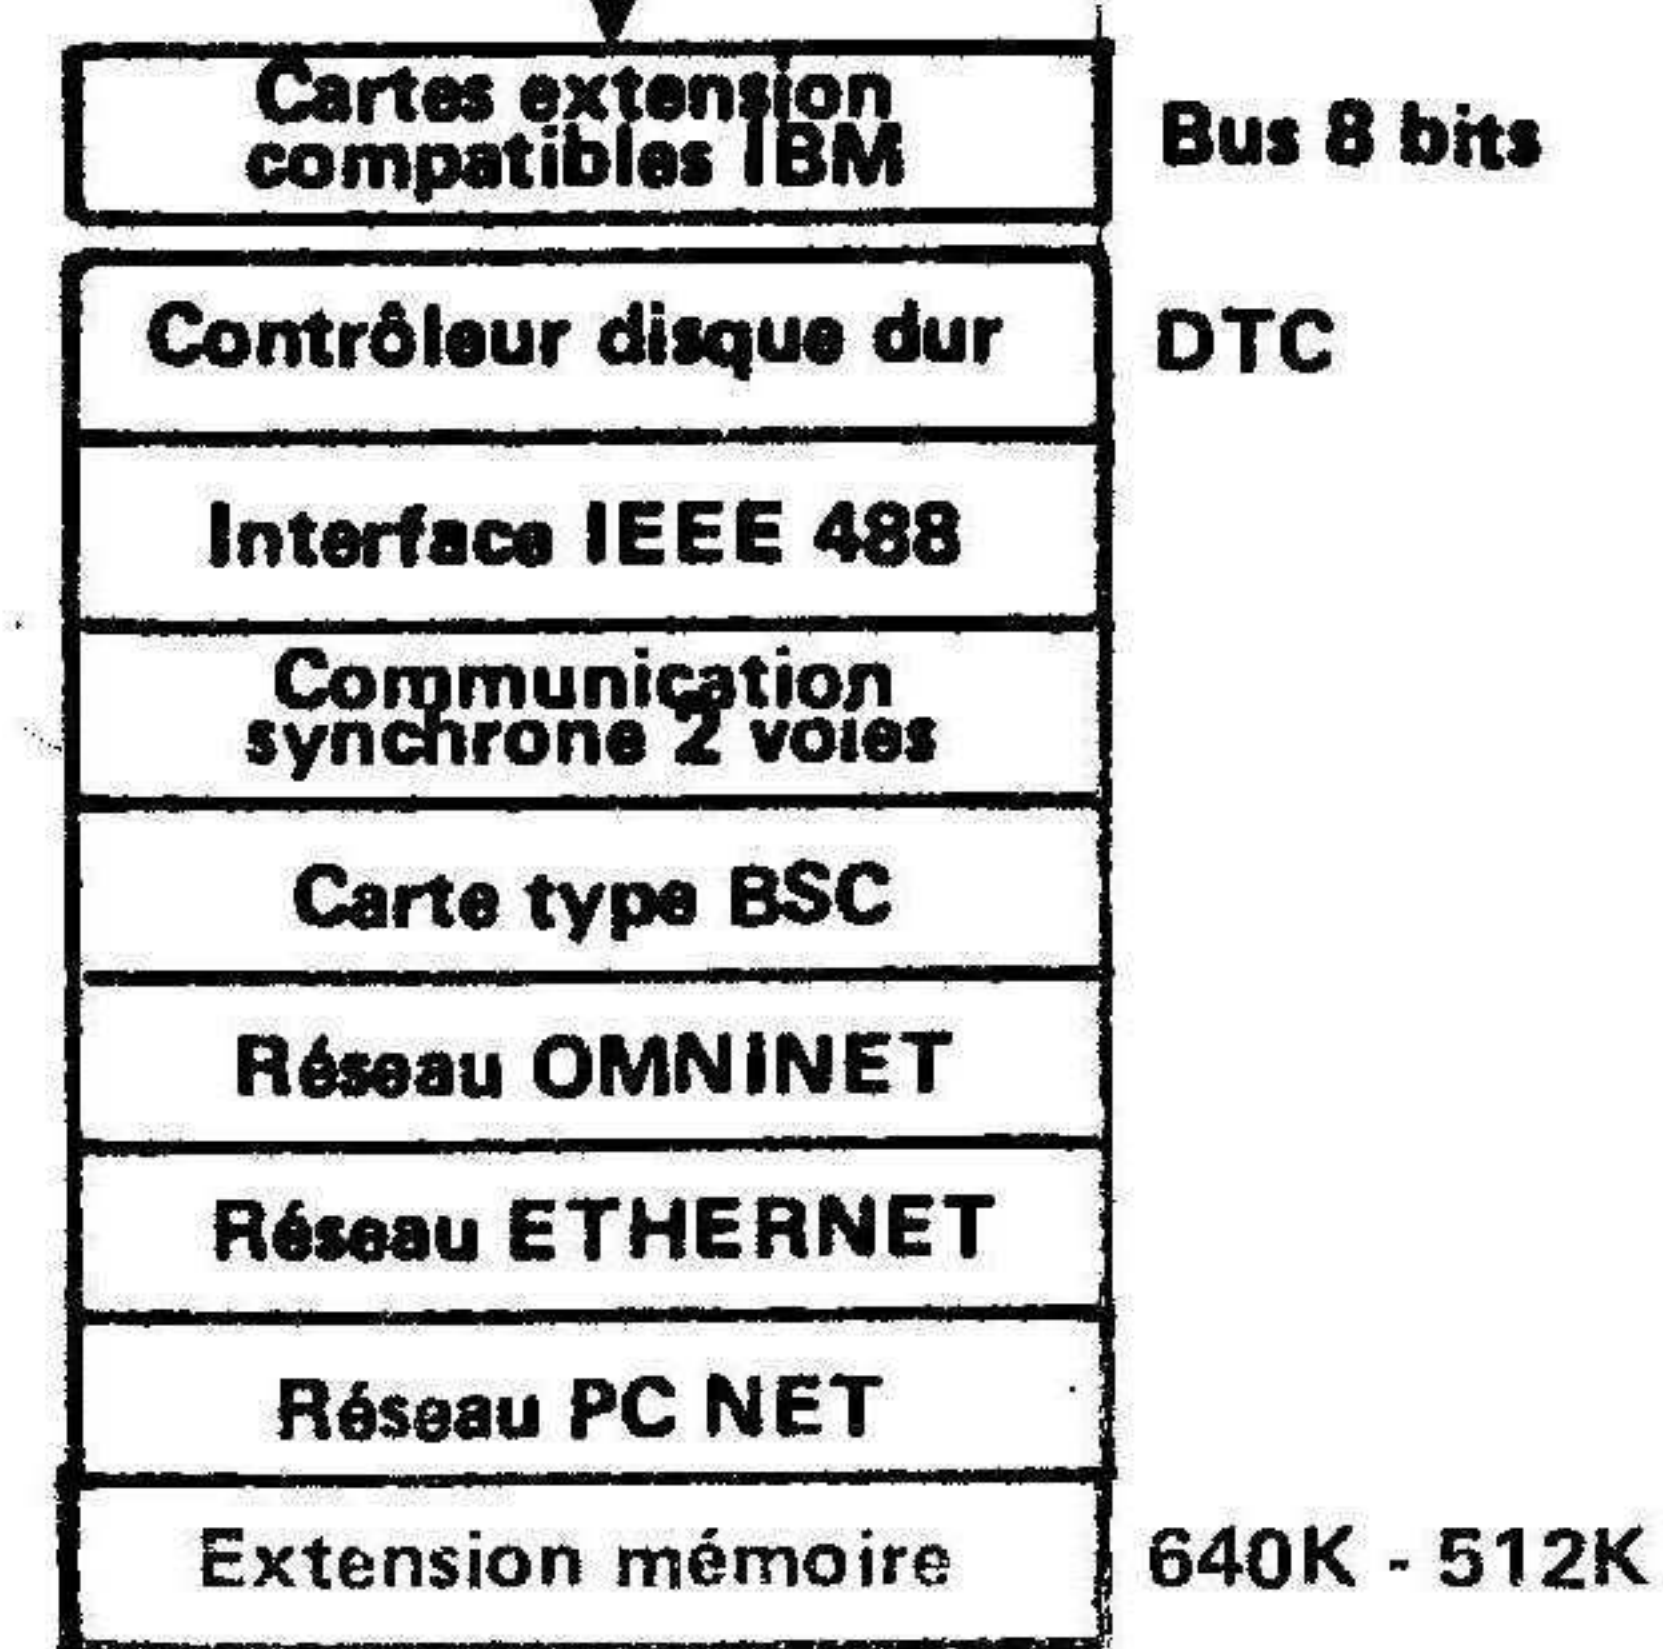 Cartes extension
compatibles IBM
Bus 8 bits
Contrôleur disque dur
DTC
Interface IEEE 488
Communication
synchrone 2 voies
Carte type BSC
Réseau OMNINET
Réseau ETHERNET
Réseau PC NET
Extension mémoire
640K - 512K